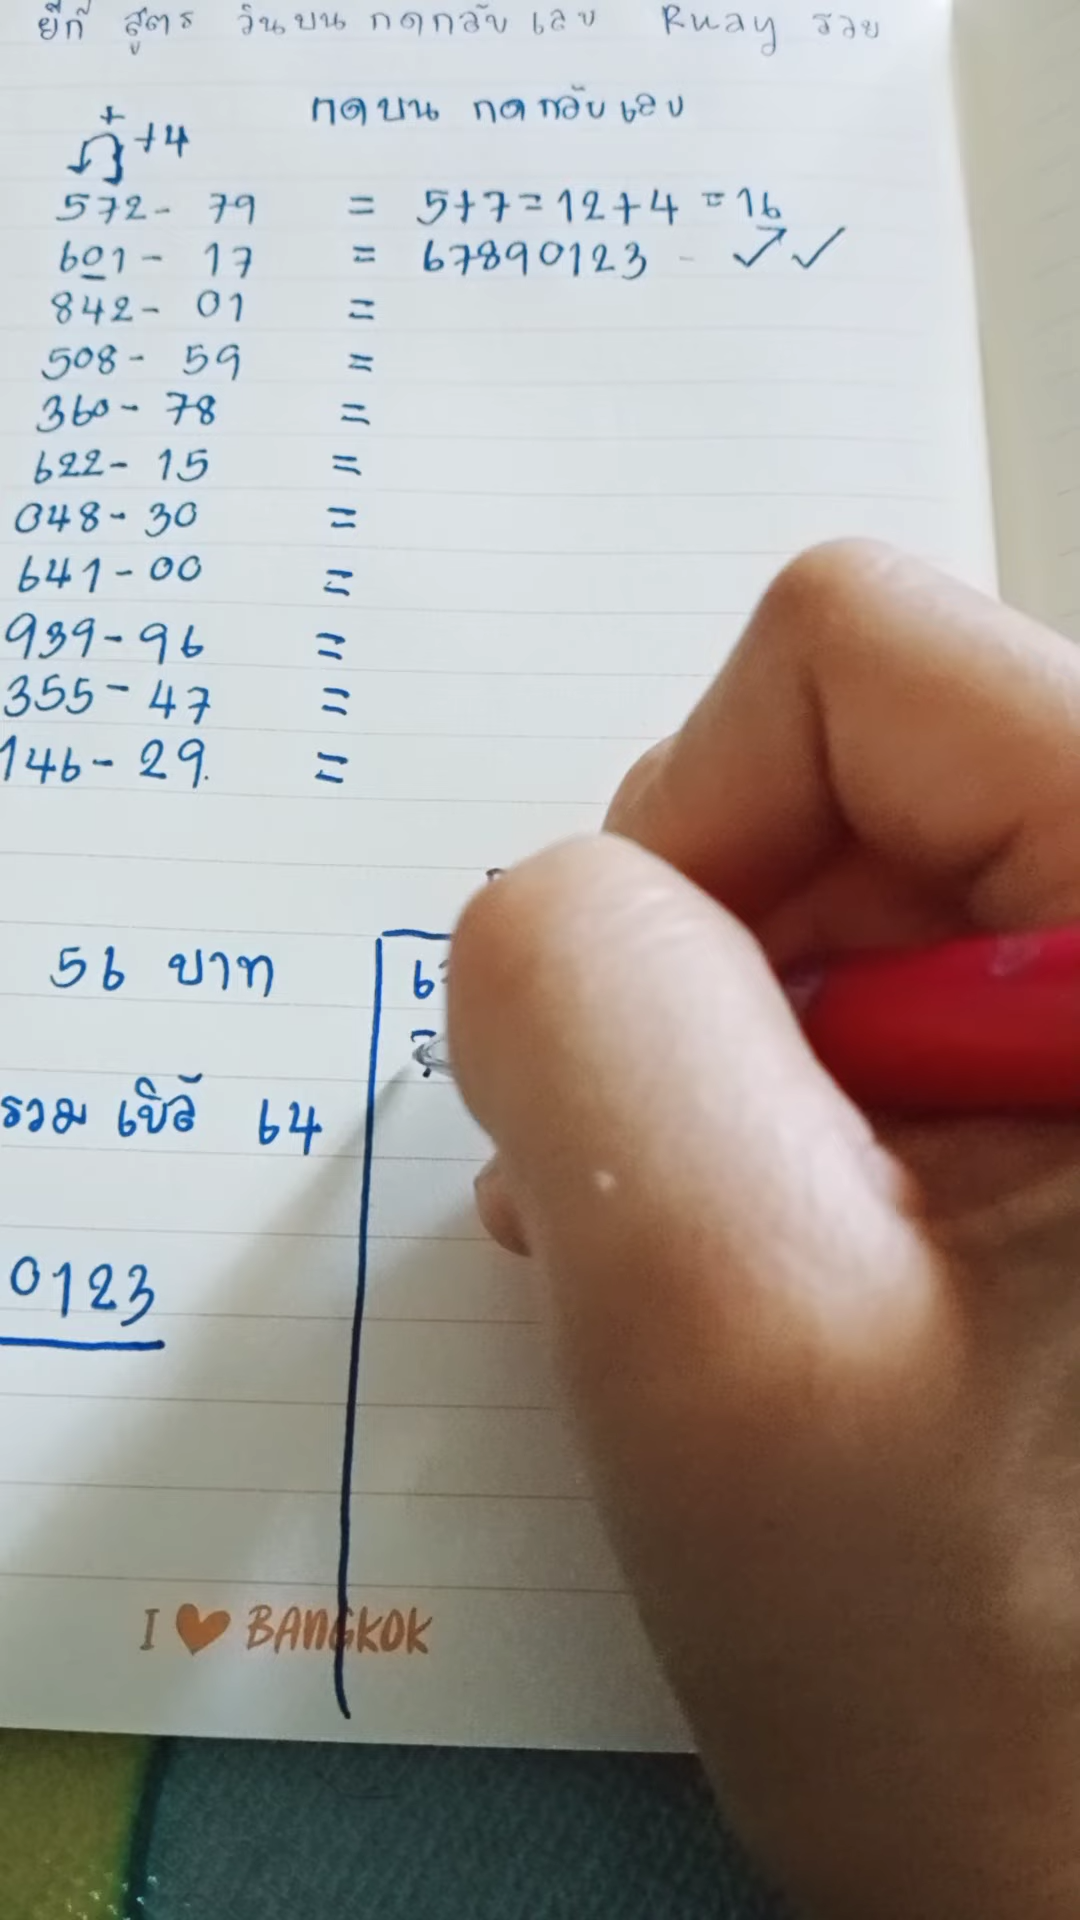 ยี่กี สูตร วินบน กดกลับเลข Ruay รวย
กดบน กดกลับเลข
+
+4
572- 79 = 5+7=12+4 =16
601- 17 = 67890123 - ✓✓
842- 01 =
508- 59 =
360- 78 =
622- 15 =
048- 30 =
641- 00 =
939- 96 =
355- 47 =
146- 29. =
56 บาท
6
7
รวม เบิ้ล 64
0123
I ❤ BANGKOK